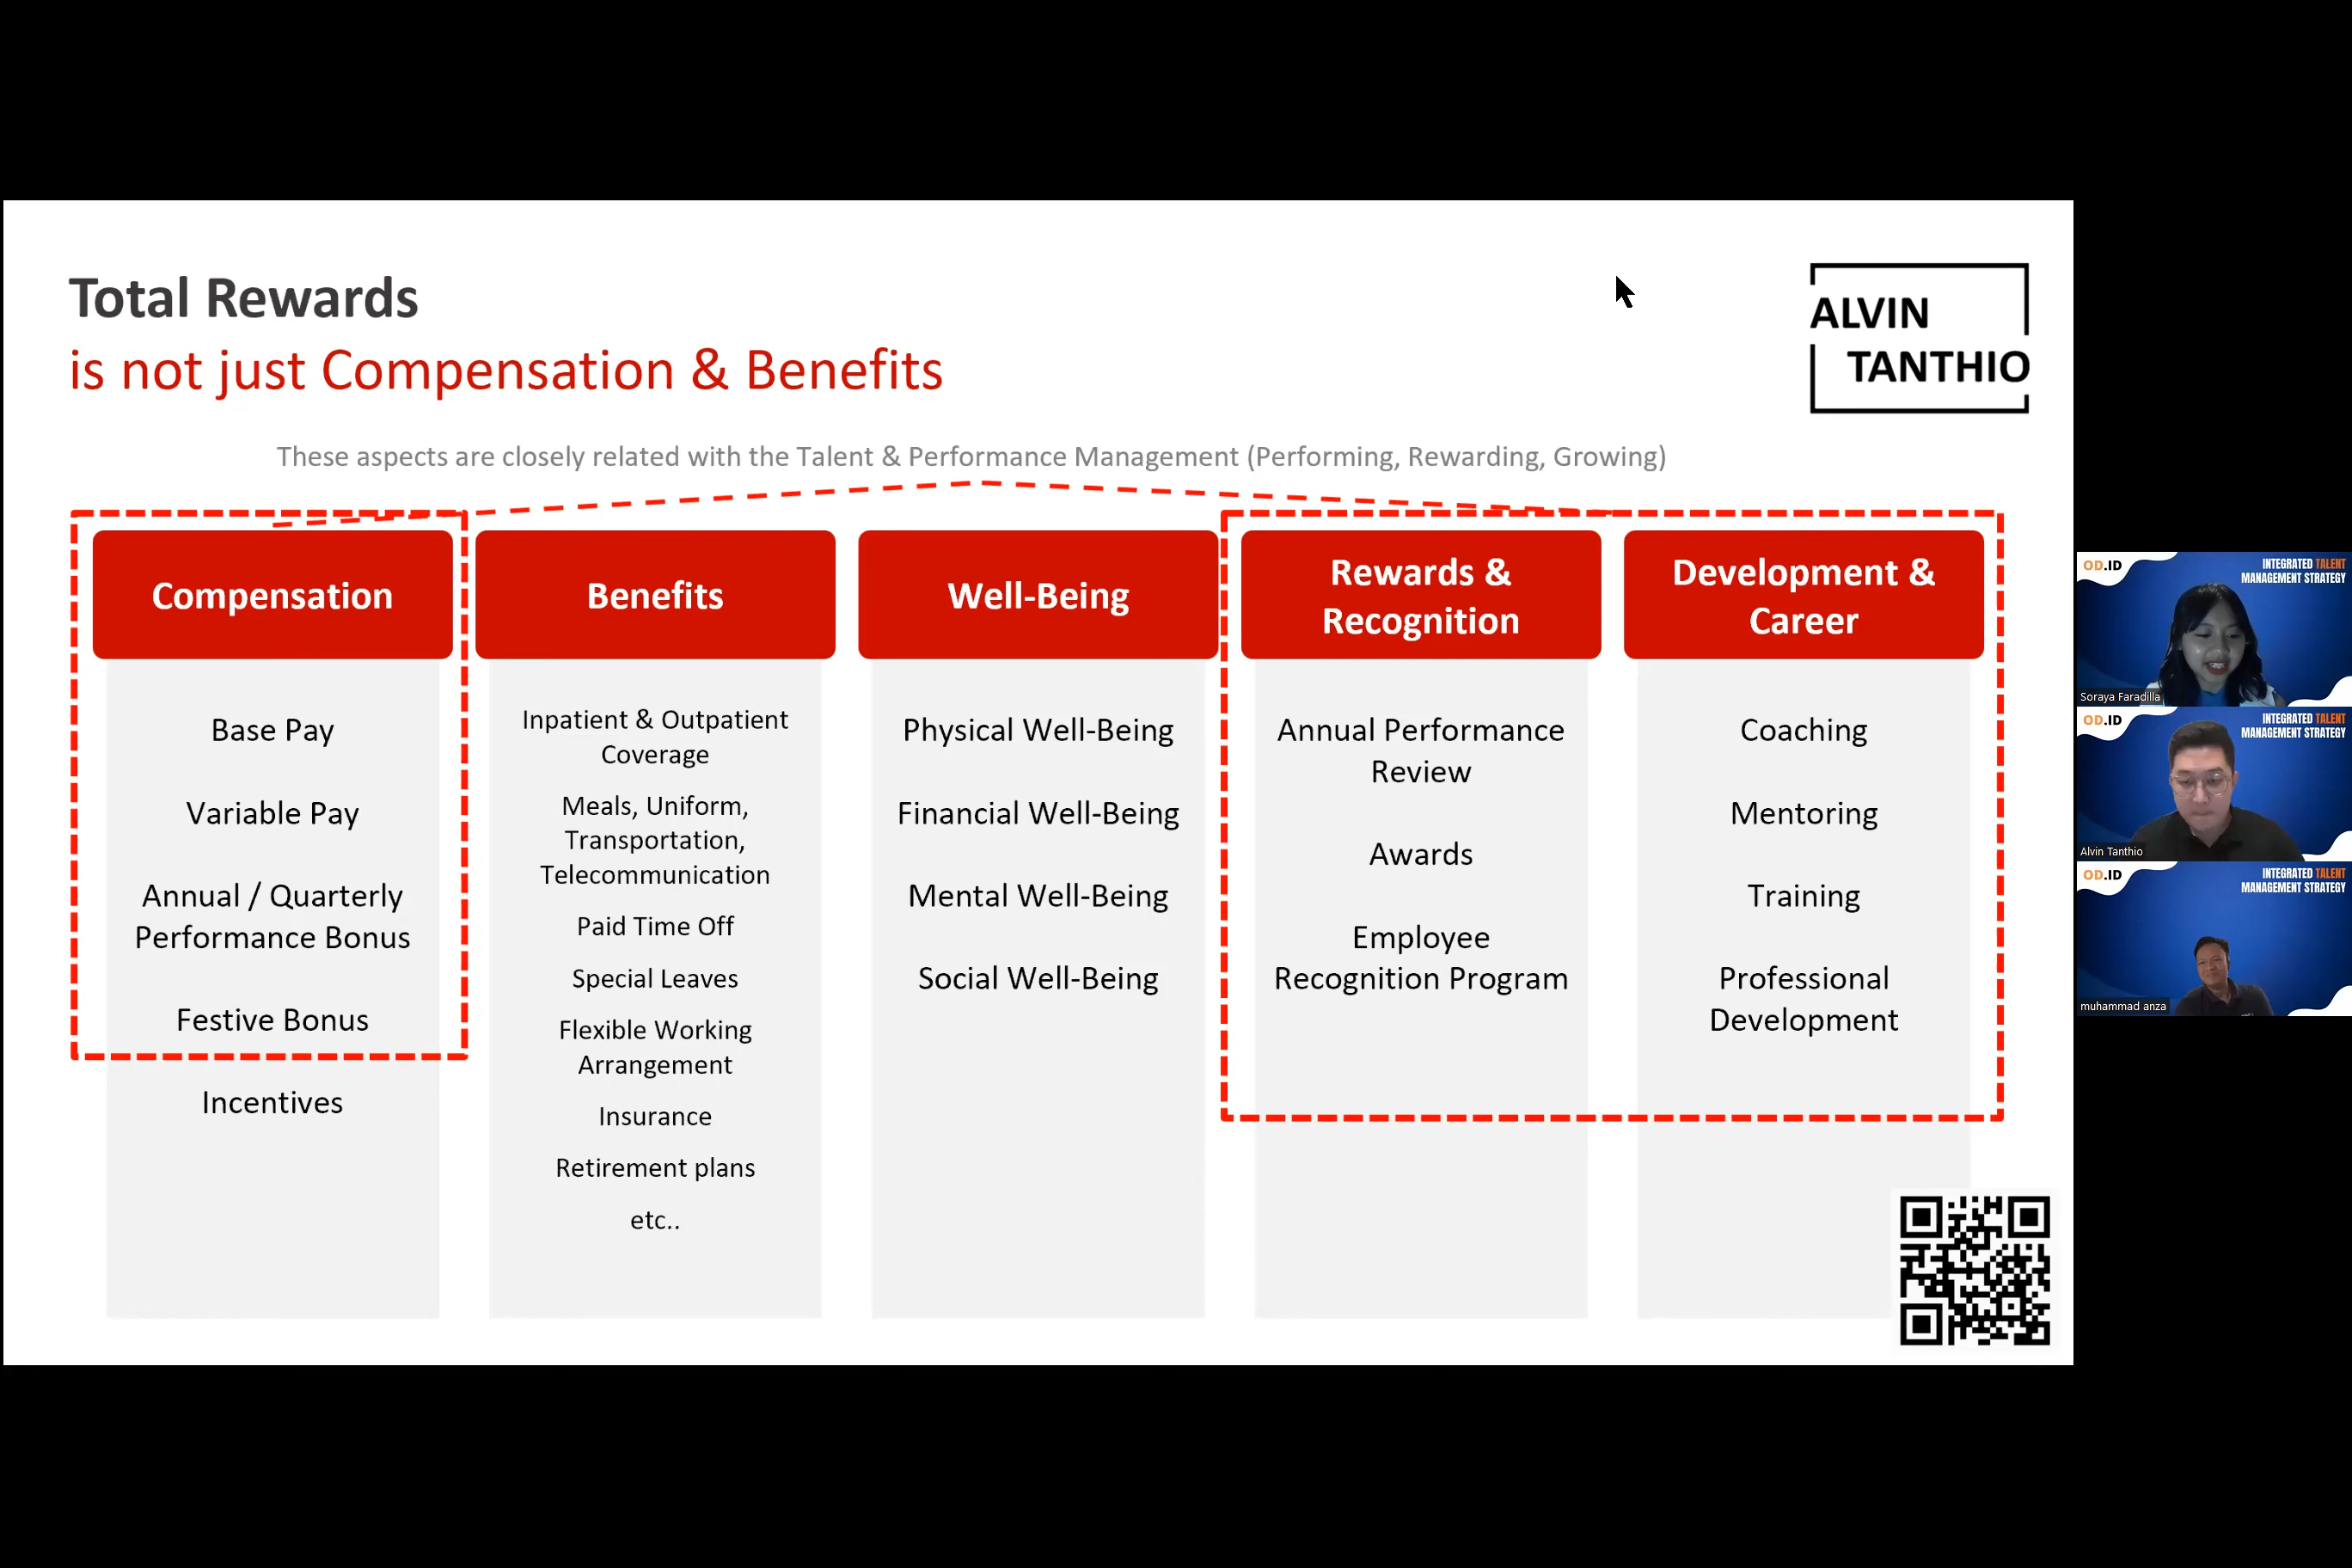 Total Rewards
is not just Compensation & Benefits
ALVIN
TANTHIO
These aspects are closely related with the Talent & Performance Management (Performing, Rewarding, Growing)
Compensation
Base Pay
Variable Pay
Annual / Quarterly
Performance Bonus
Festive Bonus
Incentives
Benefits
Inpatient & Outpatient
Coverage
Meals, Uniform,
Transportation,
Telecommunication
Paid Time Off
Special Leaves
Flexible Working
Arrangement
Insurance
Retirement plans
etc..
Well-Being
Physical Well-Being
Financial Well-Being
Mental Well-Being
Social Well-Being
Rewards &
Recognition
Annual Performance
Review
Awards
Employee
Recognition Program
Development &
Career
Coaching
Mentoring
Training
Professional
Development
OD.ID
INTEGRATED TALENT
MANAGEMENT STRATEGY
Soraya Faradilla
OD.ID
INTEGRATED TALENT
MANAGEMENT STRATEGY
Alvin Tanthio
OD.ID
INTEGRATED TALENT
MANAGEMENT STRATEGY
muhammad anza